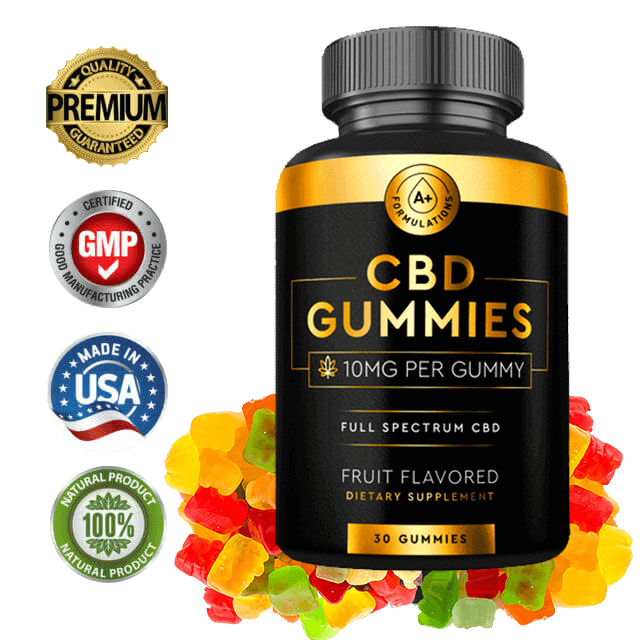 QUALITY
PREMIUM
GUARANTEED
CERTIFIED
GMP
GOOD MANUFACTURING PRACTICE
MADE IN
USA
NATURAL PRODUCT
100%
NATURAL PRODUCT
A+
FORMULATIONS
CBD
GUMMIES
10MG PER GUMMY
FULL SPECTRUM CBD
FRUIT FLAVORED
DIETARY SUPPLEMENT
30 GUMMIES